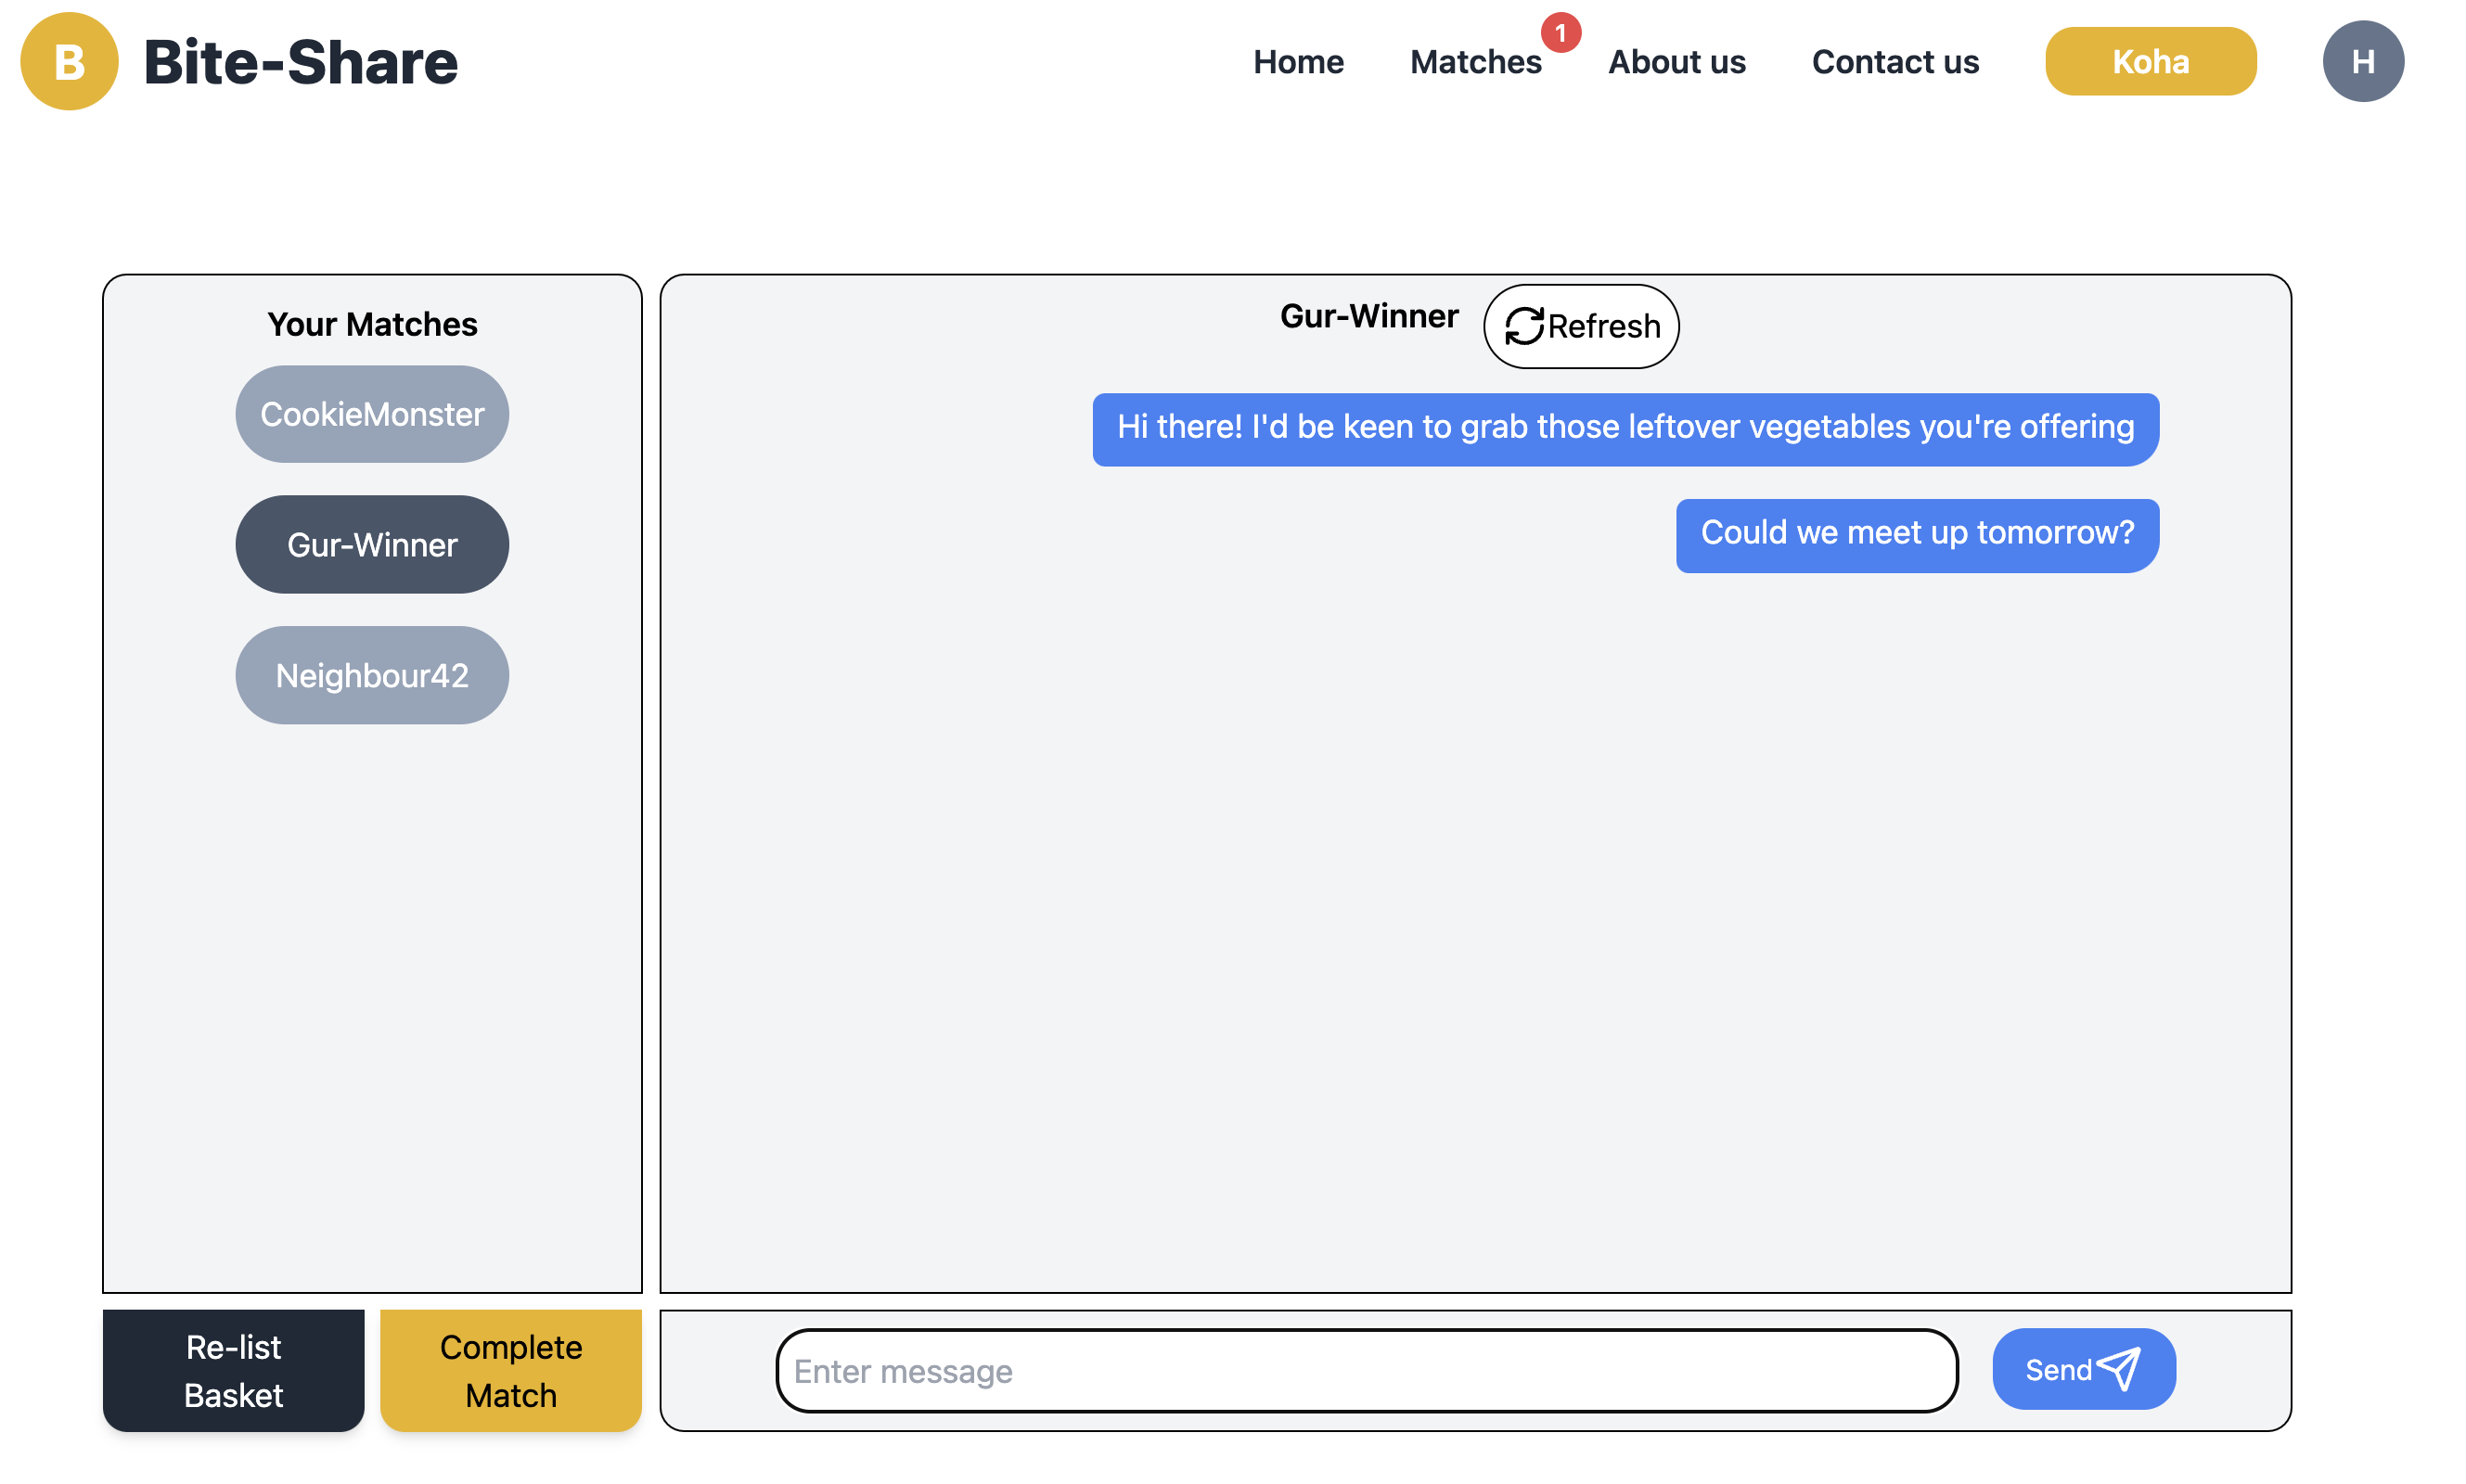 B
Bite-Share
Home
Matches
1
About us
Contact us
Koha
H
Your Matches
CookieMonster
Gur-Winner
Neighbour42
Gur-Winner
Refresh
Hi there! I'd be keen to grab those leftover vegetables you're offering
Could we meet up tomorrow?
Re-list
Basket
Complete
Match
Enter message
Send